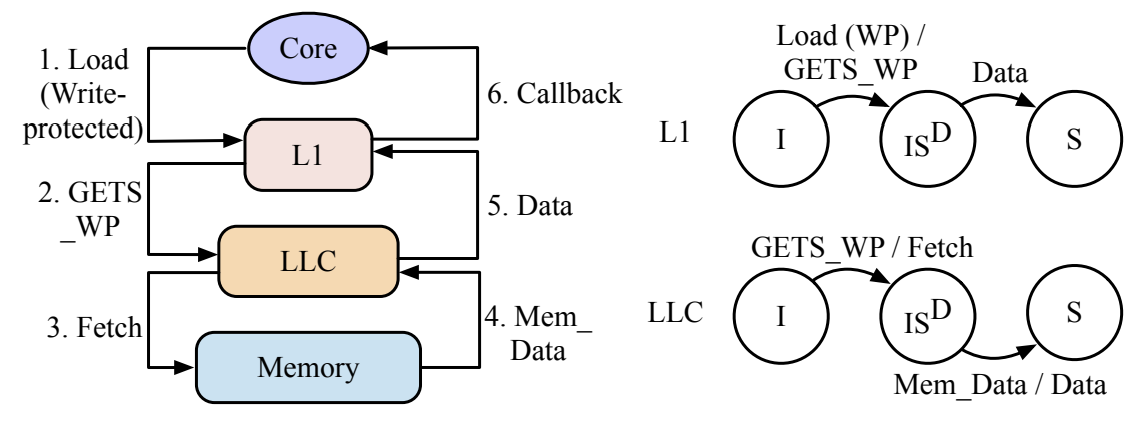 Core
1. Load
(Write-
protected)
6. Callback
L1
2. GETS
_WP
5. Data
LLC
3. Fetch
4. Mem_
Data
Memory
Load (WP) /
GETS_WP
Data
L1
I
IS^D
S
GETS_WP / Fetch
LLC
I
IS^D
S
Mem_Data / Data